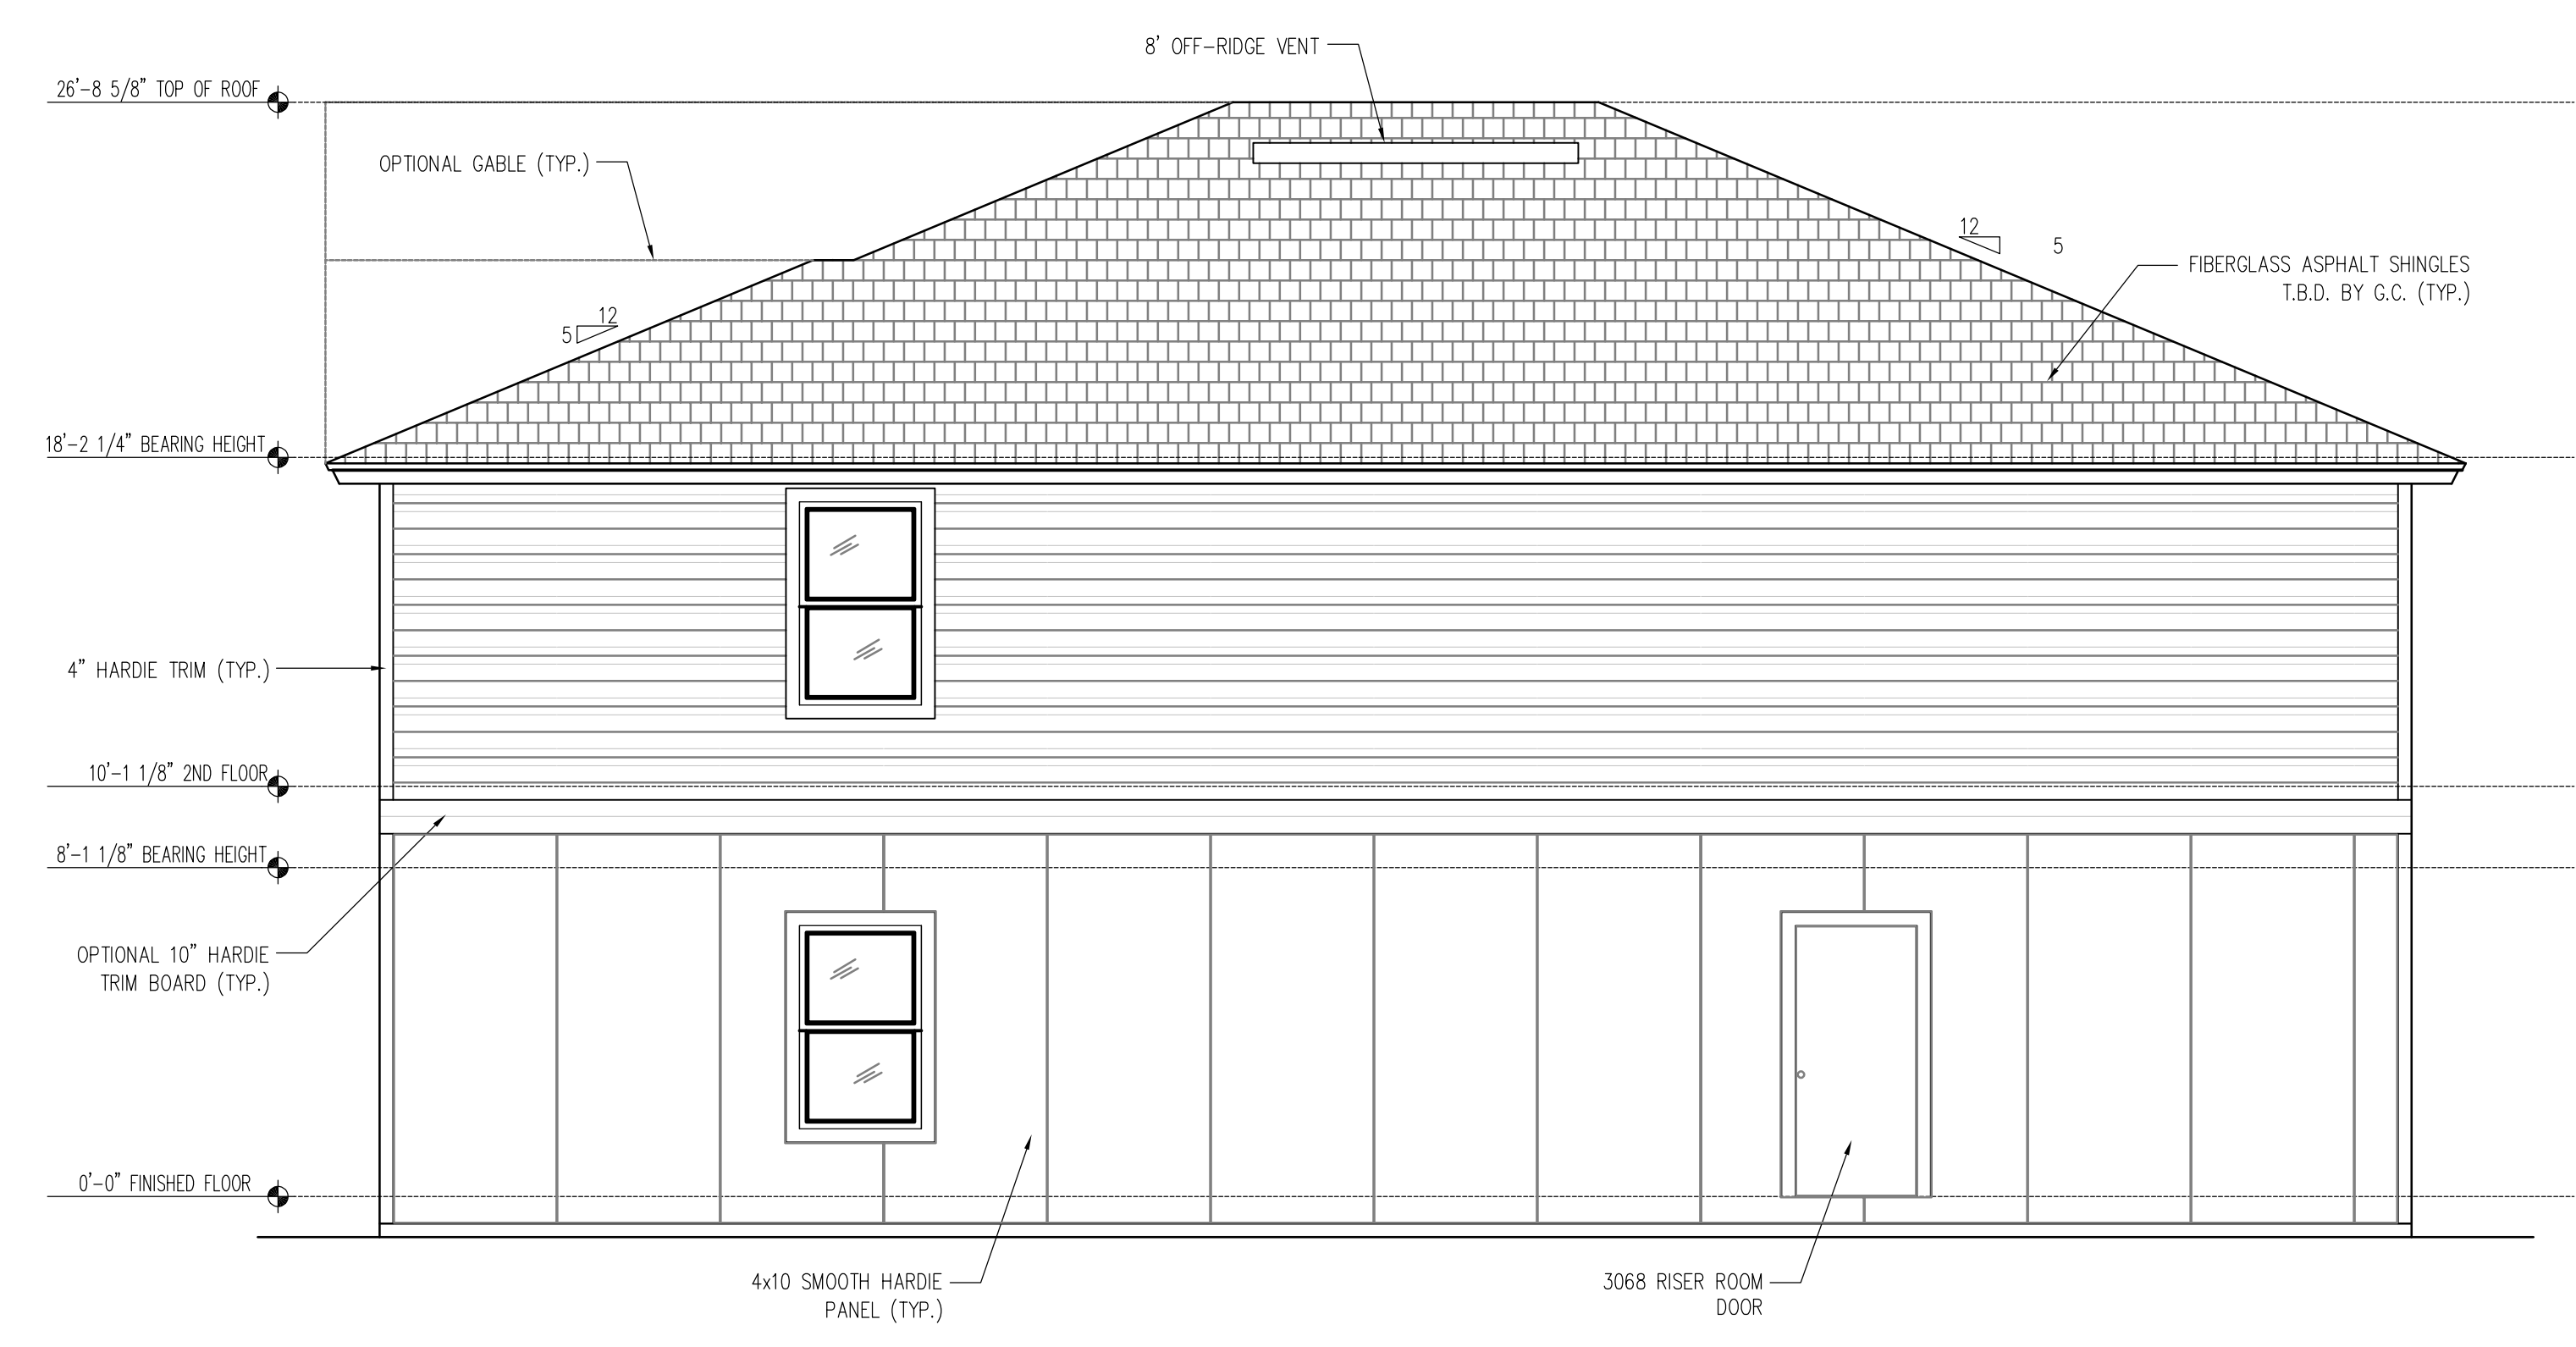 8' OFF-RIDGE VENT
26'-8 5/8" TOP OF ROOF
OPTIONAL GABLE (TYP.)
12
5
FIBERGLASS ASPHALT SHINGLES
T.B.D. BY G.C. (TYP.)
12
5
18'-2 1/4" BEARING HEIGHT
4" HARDIE TRIM (TYP.)
10'-1 1/8" 2ND FLOOR
8'-1 1/8" BEARING HEIGHT
OPTIONAL 10" HARDIE
TRIM BOARD (TYP.)
0'-0" FINISHED FLOOR
4x10 SMOOTH HARDIE
PANEL (TYP.)
3068 RISER ROOM
DOOR